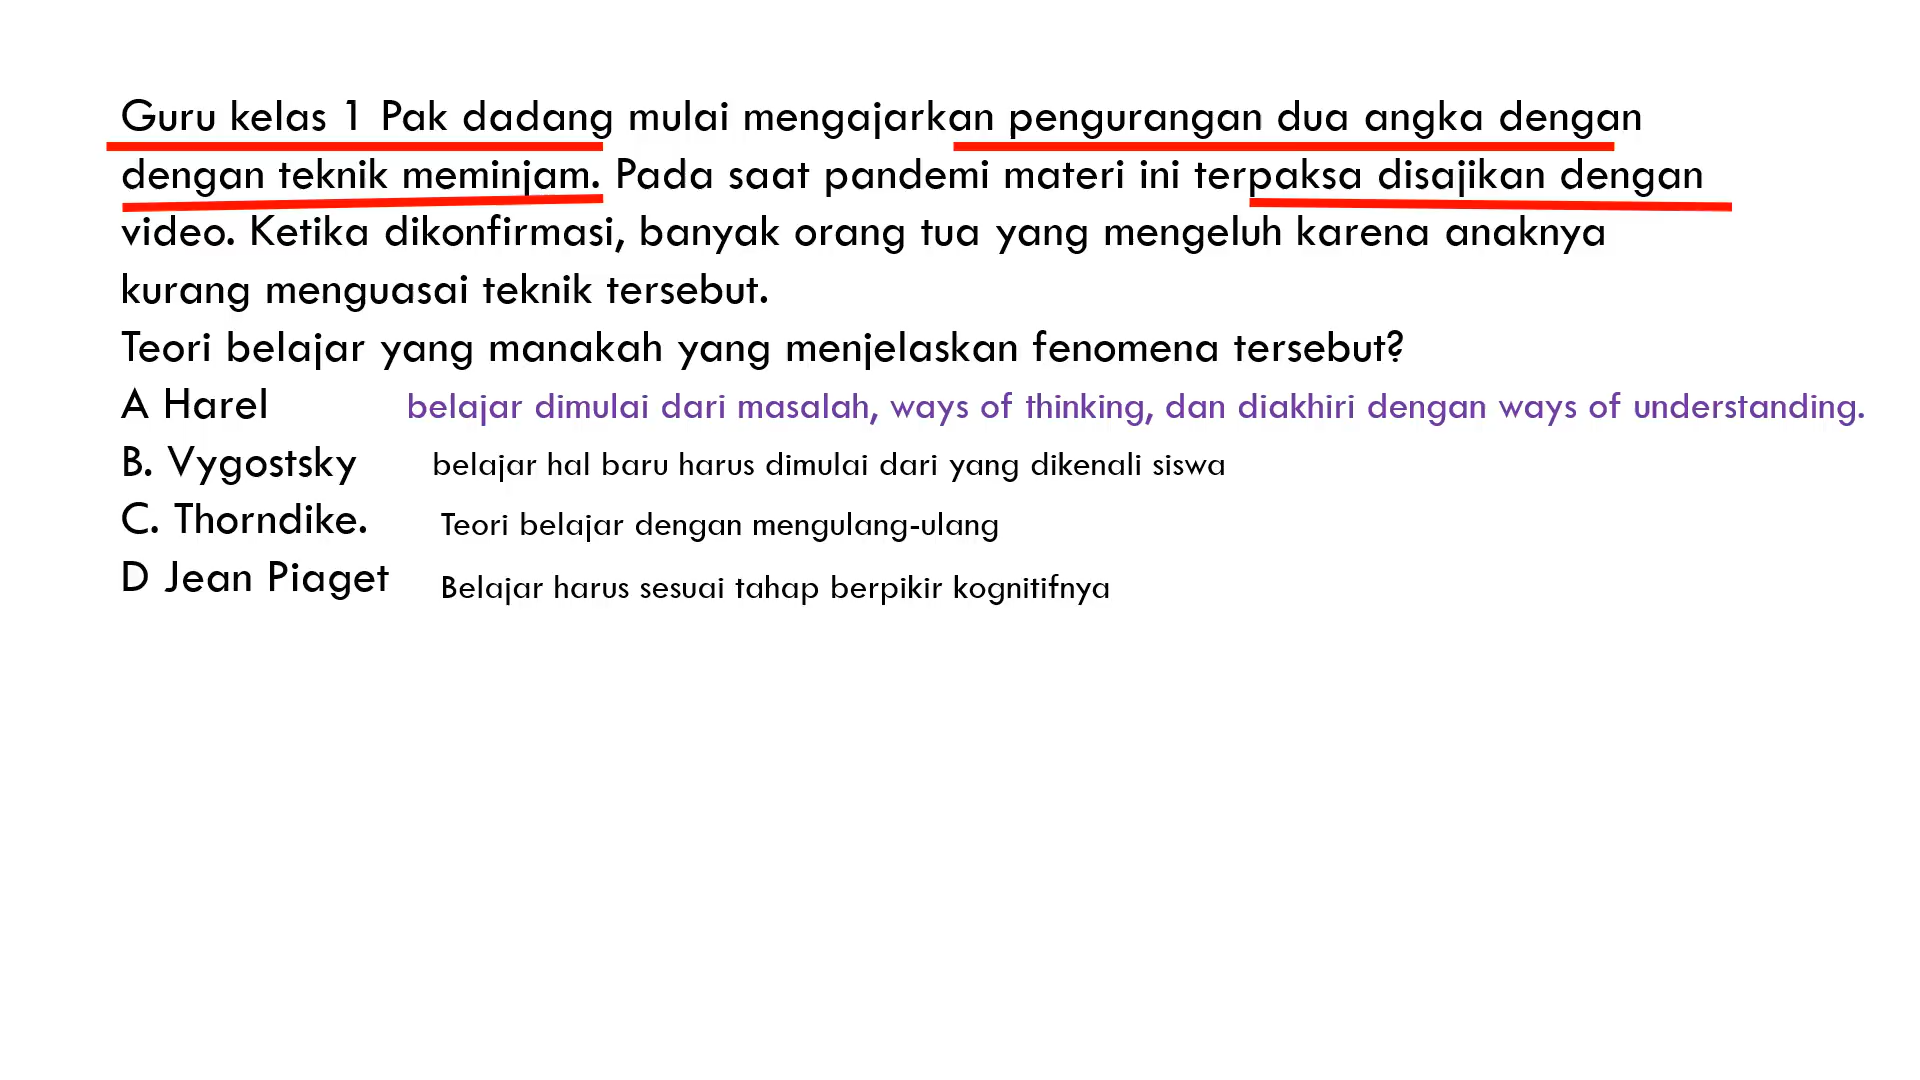 Guru kelas 1 Pak dadang mulai mengajarkan pengurangan dua angka dengan
dengan teknik meminjam. Pada saat pandemi materi ini terpaksa disajikan dengan
video. Ketika dikonfirmasi, banyak orang tua yang mengeluh karena anaknya
kurang menguasai teknik tersebut.
Teori belajar yang manakah yang menjelaskan fenomena tersebut?
A Harel belajar dimulai dari masalah, ways of thinking, dan diakhiri dengan ways of understanding.
B. Vygostsky belajar hal baru harus dimulai dari yang dikenali siswa
C. Thorndike. Teori belajar dengan mengulang-ulang
D Jean Piaget Belajar harus sesuai tahap berpikir kognitifnya